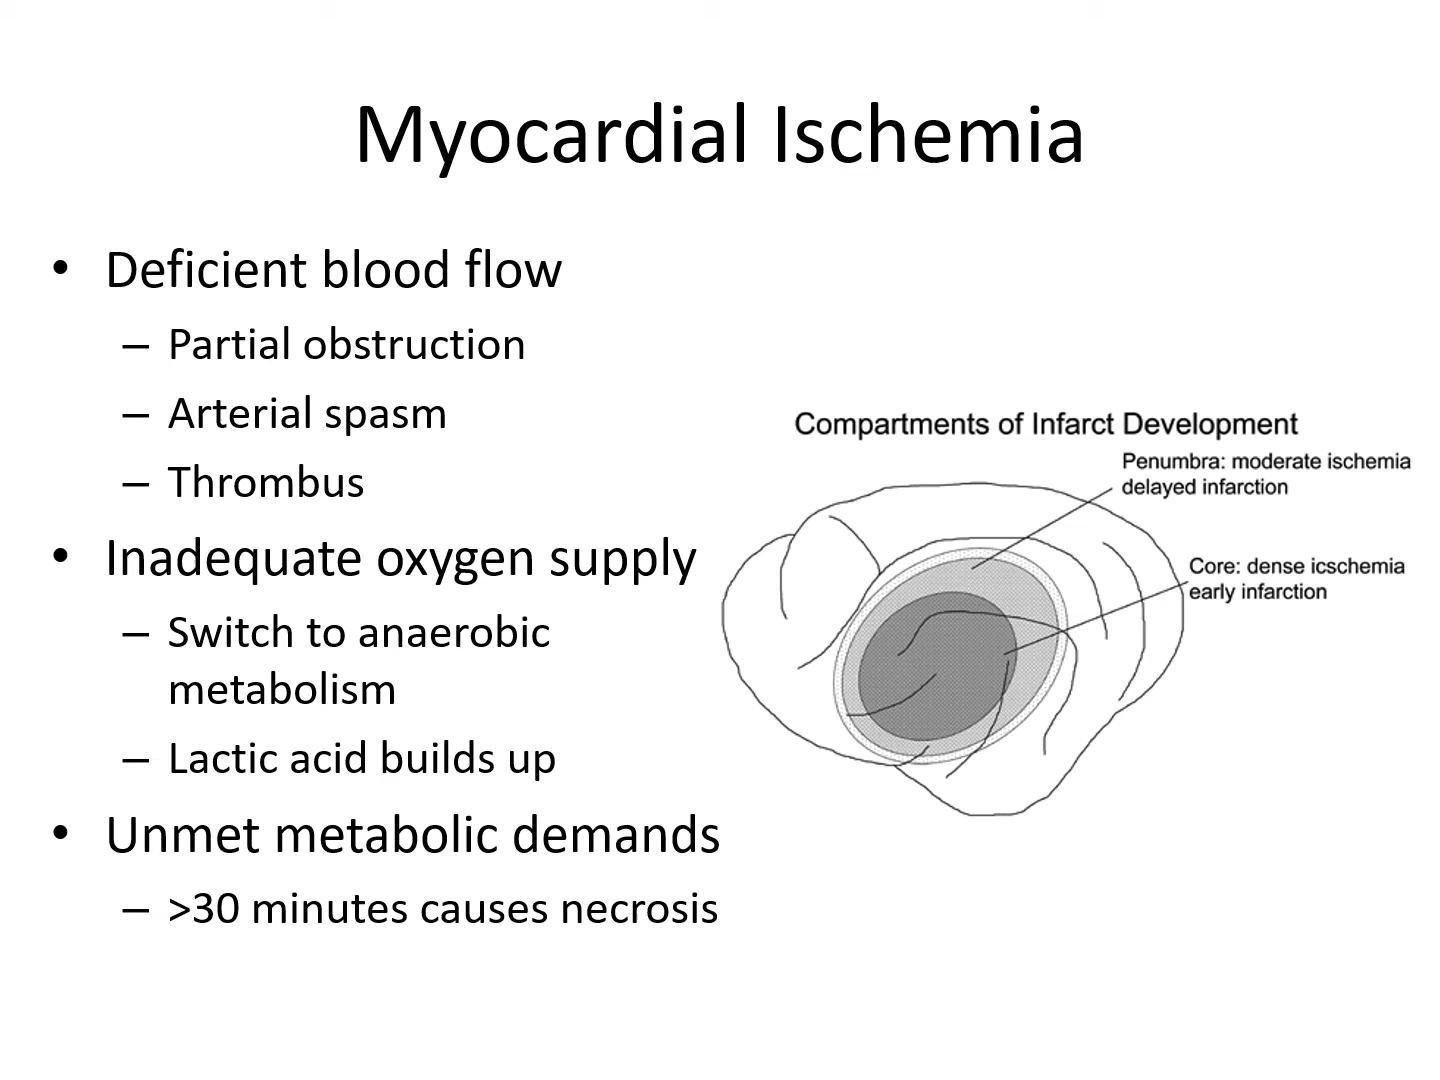 Myocardial Ischemia
• Deficient blood flow
– Partial obstruction
– Arterial spasm
– Thrombus
• Inadequate oxygen supply
– Switch to anaerobic
metabolism
– Lactic acid builds up
• Unmet metabolic demands
– >30 minutes causes necrosis
Compartments of Infarct Development
Penumbra: moderate ischemia
delayed infarction
Core: dense icschemia
early infarction